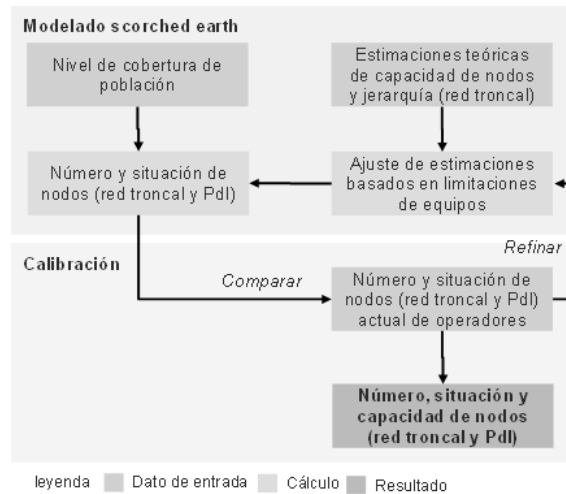 Modelado scorched earth
Nivel de cobertura de
población
Estimaciones teóricas
de capacidad de nodos
y jerarquía (red troncal)
Número y situación de
nodos (red troncal y PdI)
Ajuste de estimaciones
basados en limitaciones
de equipos
Refinar
Calibración
Comparar
Número y situación de
nodos (red troncal y PdI)
actual de operadores
Número, situación y
capacidad de nodos
(red troncal y PdI)
leyenda Dato de entrada Cálculo Resultado